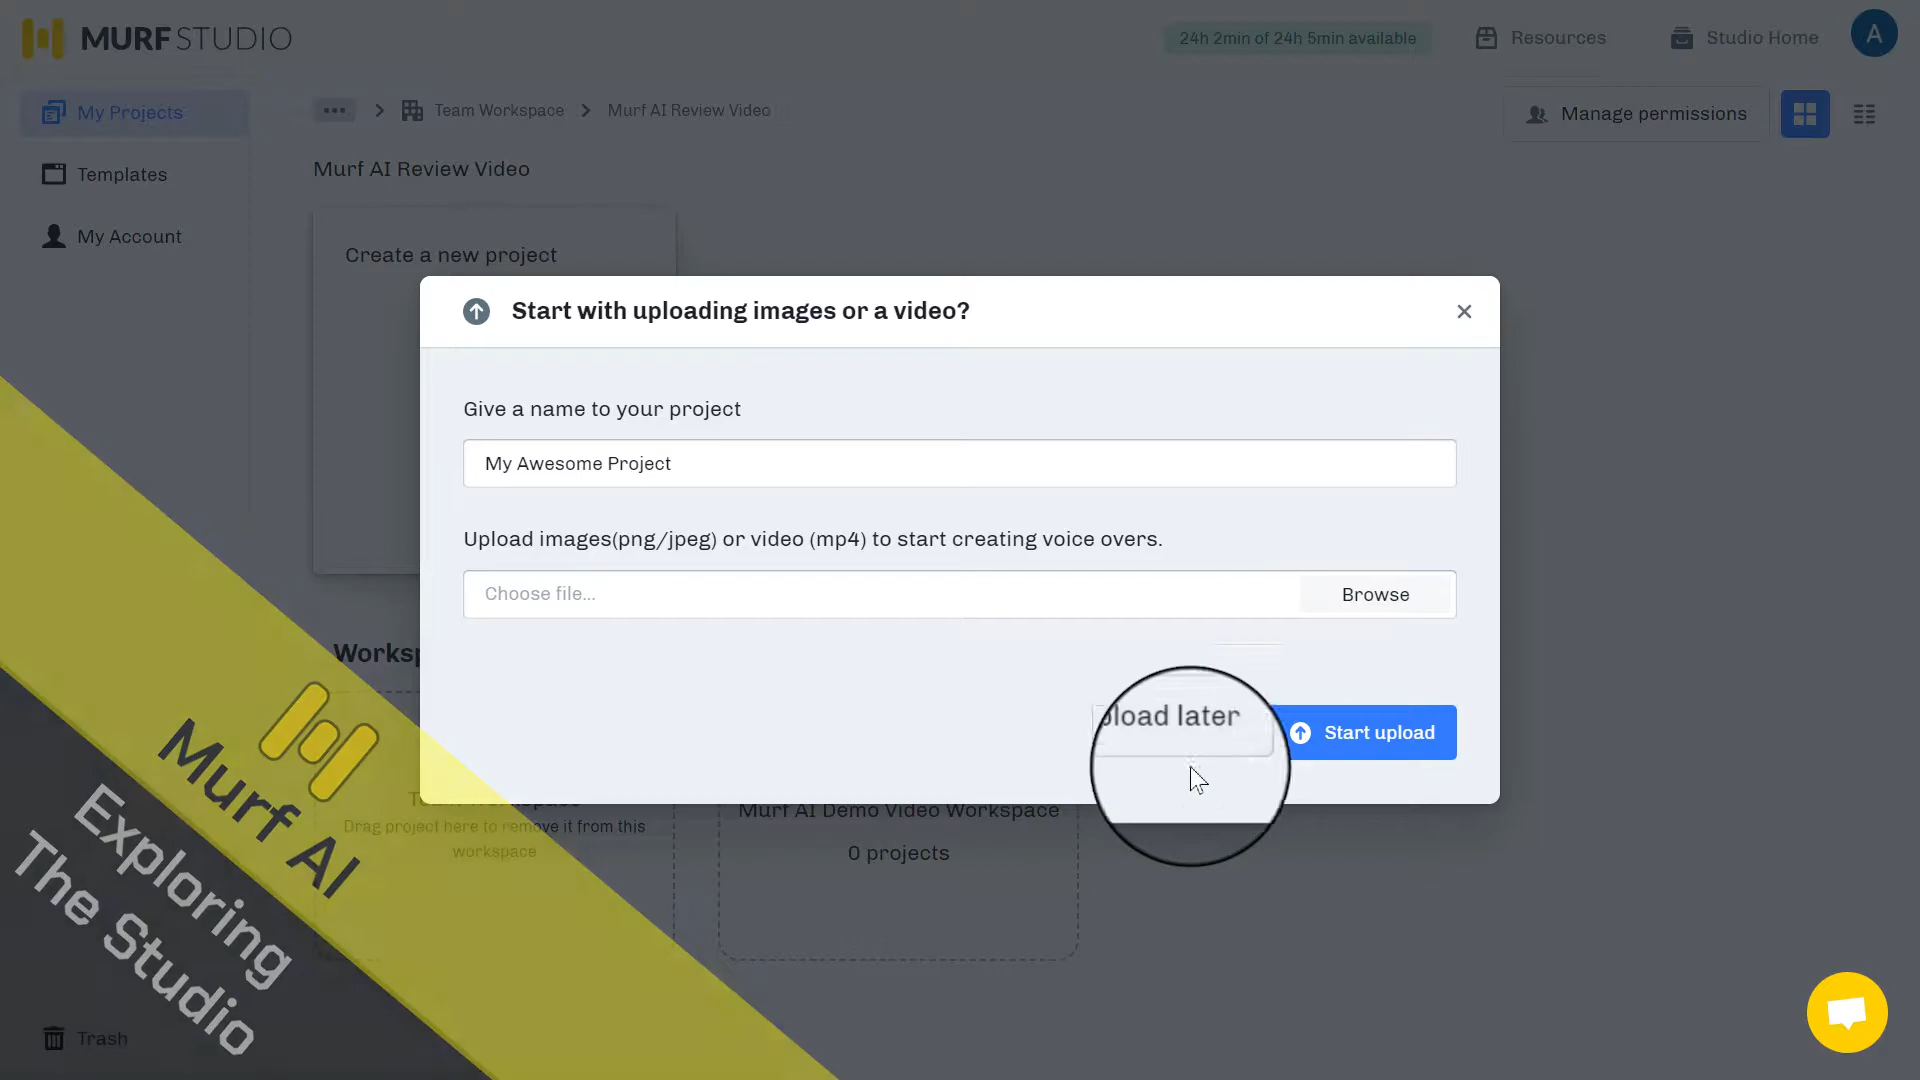 MURF STUDIO
24h 2min of 24h 5min available
Resources
Studio Home
A
My Projects
Templates
My Account
Trash
Team Workspace
Murf AI Review Video
Manage permissions
Murf AI Review Video
Create a new project
Start with uploading images or a video?
Give a name to your project
My Awesome Project
Upload images(png/jpeg) or video (mp4) to start creating voice overs.
Choose file...
Browse
later
Start upload
Drag project here to remove it from this
workspace
Murf AI Demo Video Workspace
0 projects
Murf AI
Exploring
The Studio